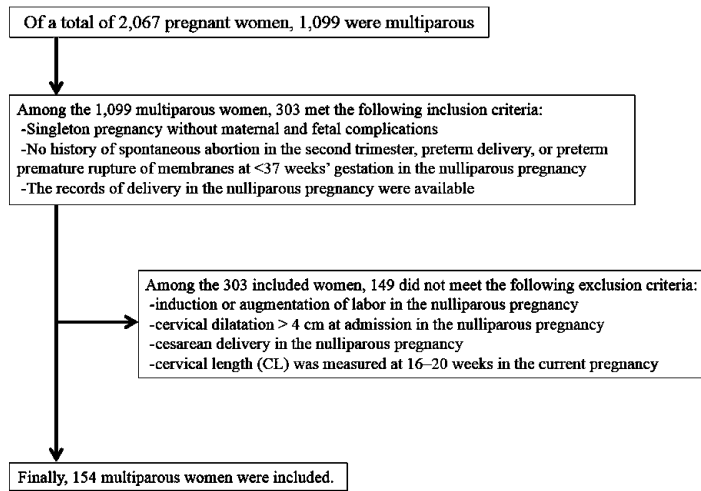 Of a total of 2,067 pregnant women, 1,099 were multiparous
Among the 1,099 multiparous women, 303 met the following inclusion criteria:
-Singleton pregnancy without maternal and fetal complications
-No history of spontaneous abortion in the second trimester, preterm delivery, or preterm
premature rupture of membranes at <37 weeks' gestation in the nulliparous pregnancy
-The records of delivery in the nulliparous pregnancy were available
Among the 303 included women, 149 did not meet the following exclusion criteria:
-induction or augmentation of labor in the nulliparous pregnancy
-cervical dilatation > 4 cm at admission in the nulliparous pregnancy
-cesarean delivery in the nulliparous pregnancy
-cervical length (CL) was measured at 16–20 weeks in the current pregnancy
Finally, 154 multiparous women were included.